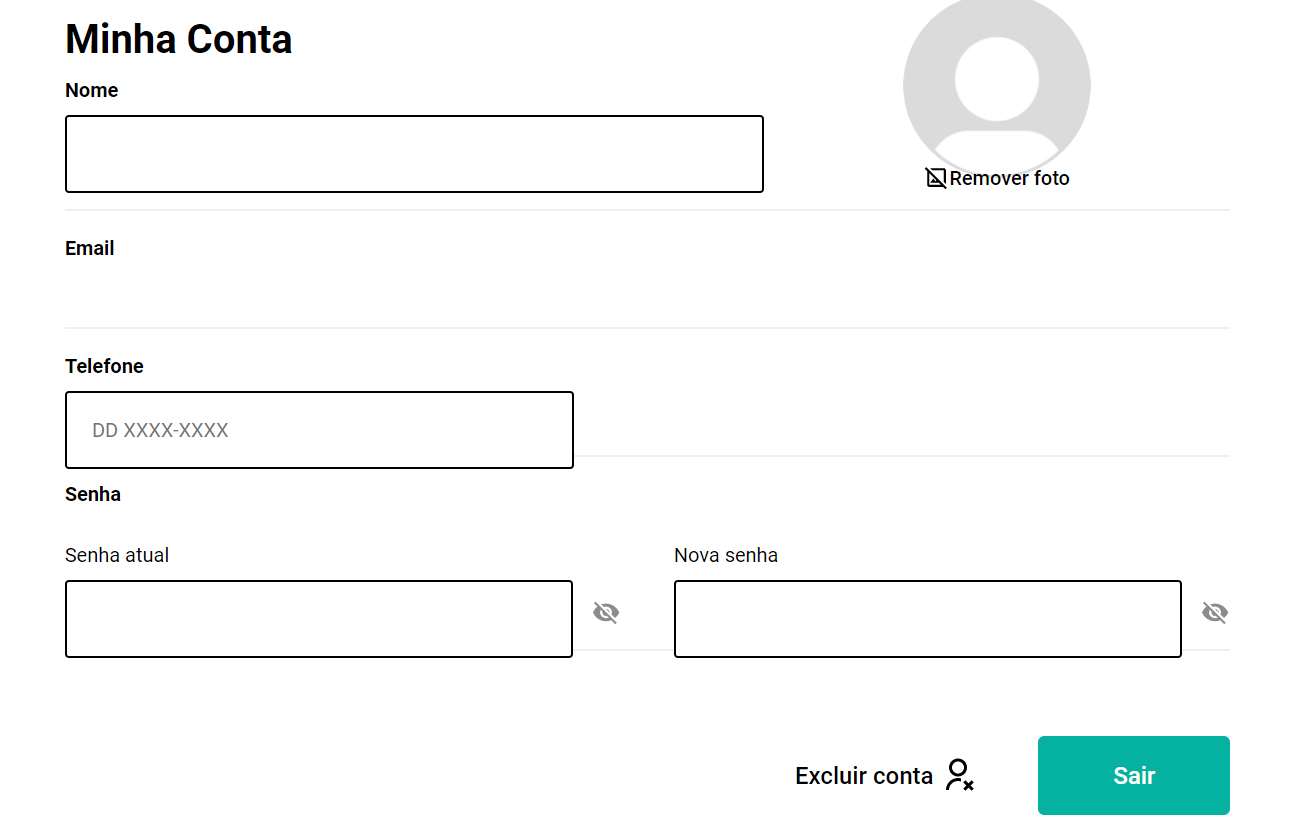 Minha Conta
Nome
Remover foto
Email
Telefone
DD XXXX-XXXX
Senha
Senha atual
Nova senha
Excluir conta
Sair